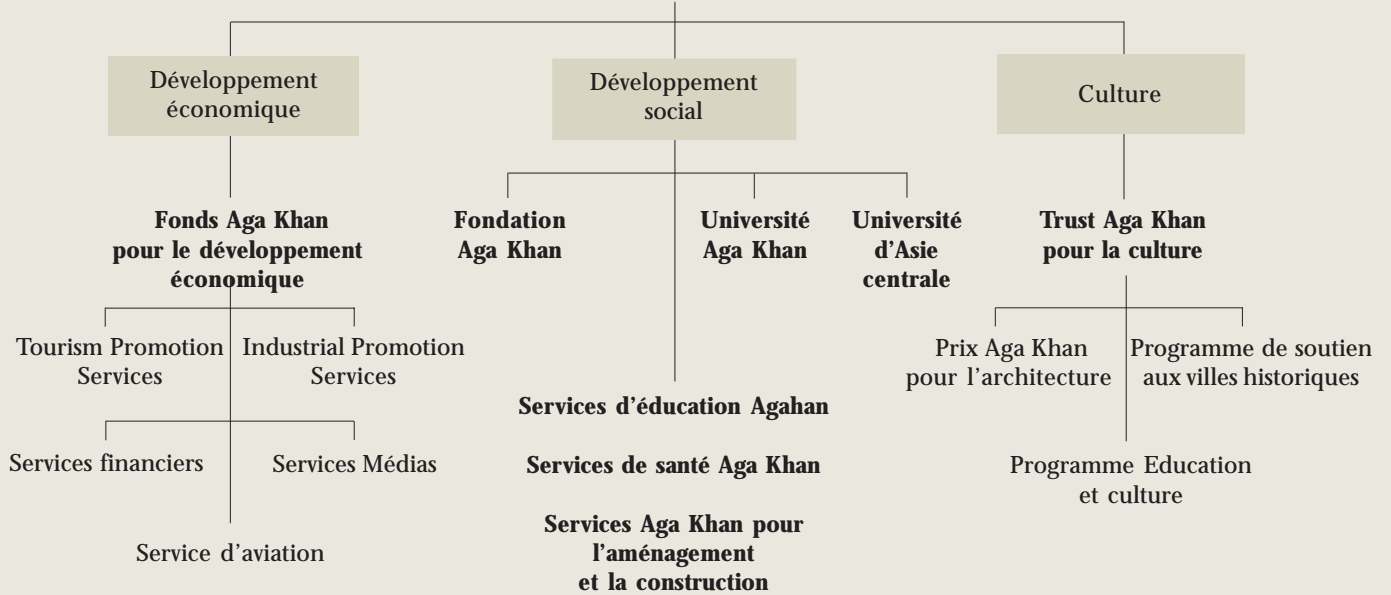 Développement
économique
Développement
social
Culture
Fonds Aga Khan
pour le développement
économique
Fondation
Aga Khan
Université
Aga Khan
Université
d'Asie
centrale
Trust Aga Khan
pour la culture
Tourism Promotion
Services
Industrial Promotion
Services
Services financiers
Services Médias
Service d'aviation
Services d'éducation Agahan
Services de santé Aga Khan
Services Aga Khan pour
l'aménagement
et la construction
Prix Aga Khan
pour l'architecture
Programme de soutien
aux villes historiques
Programme Education
et culture